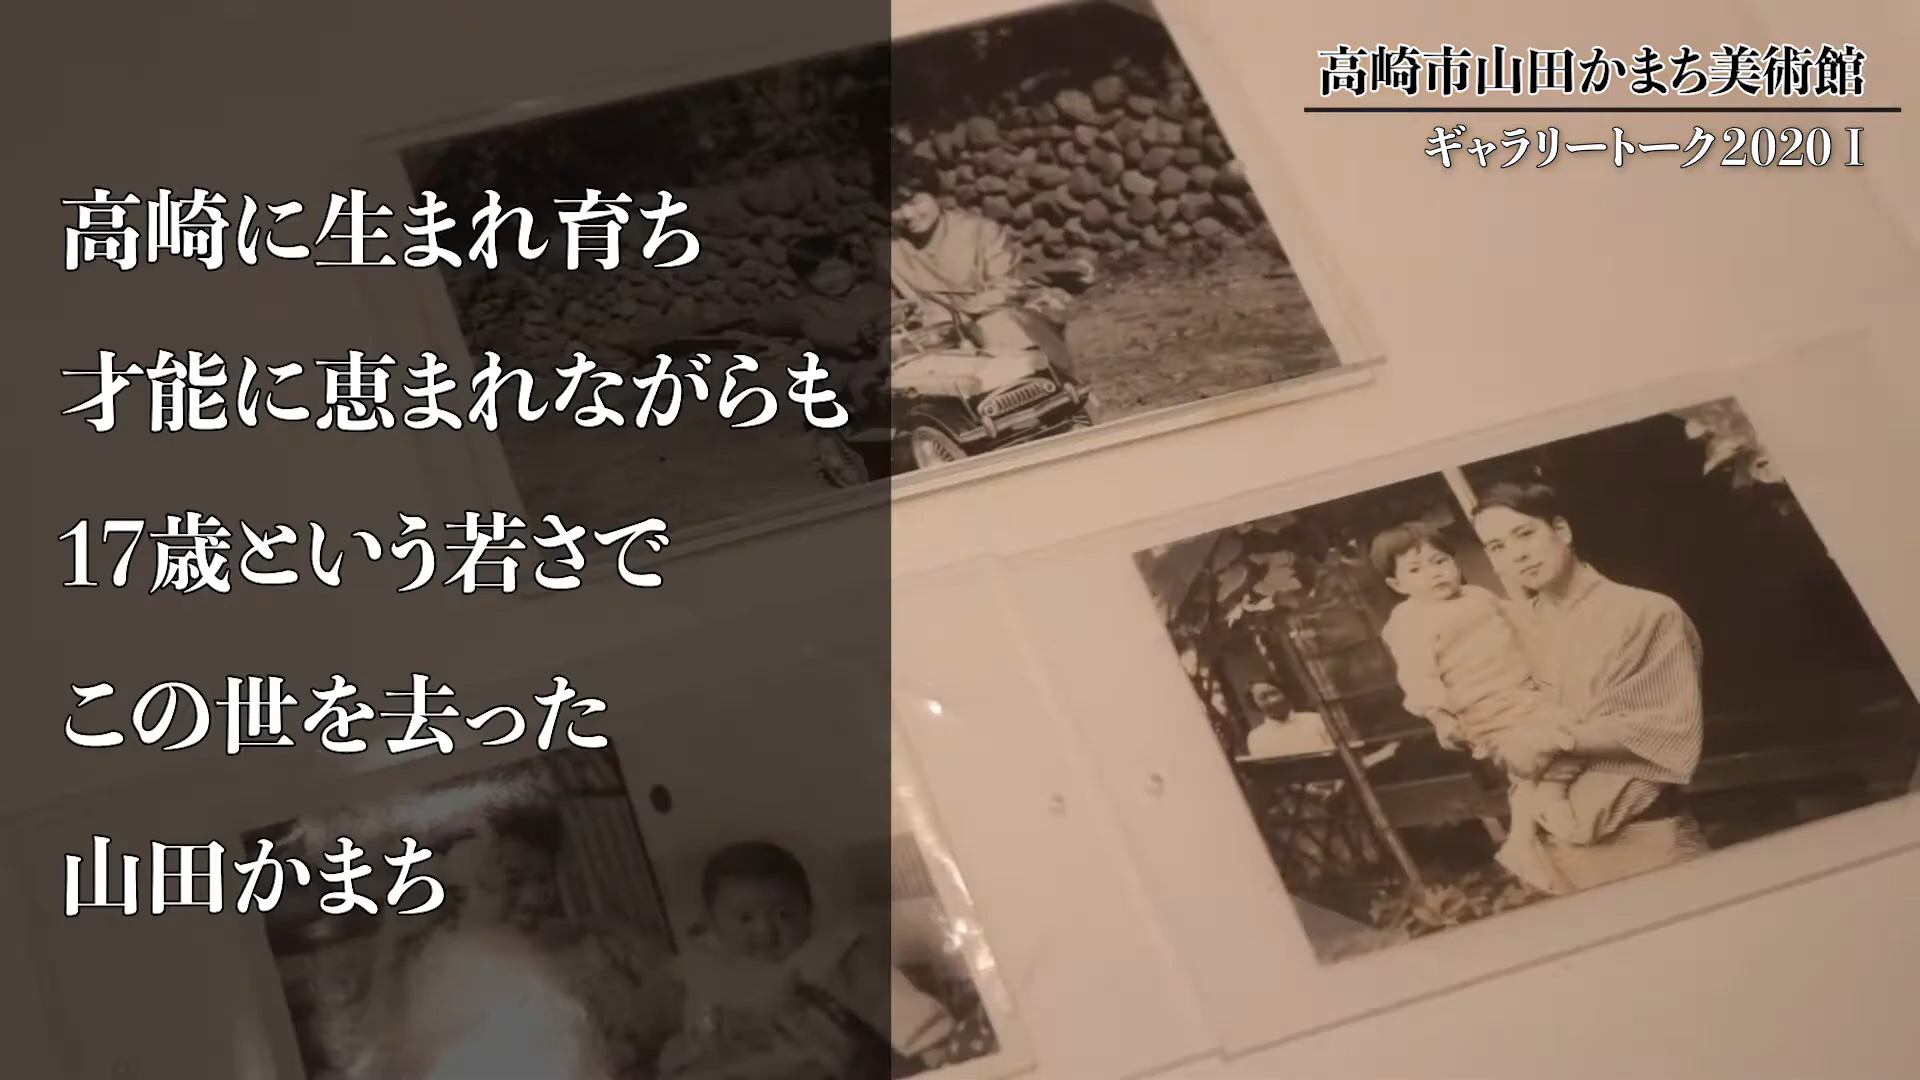 高崎市山田かまち美術館
ギャラリートーク2020Ⅰ
高崎に生まれ育ち
才能に恵まれながらも
17歳という若さで
この世を去った
山田かまち